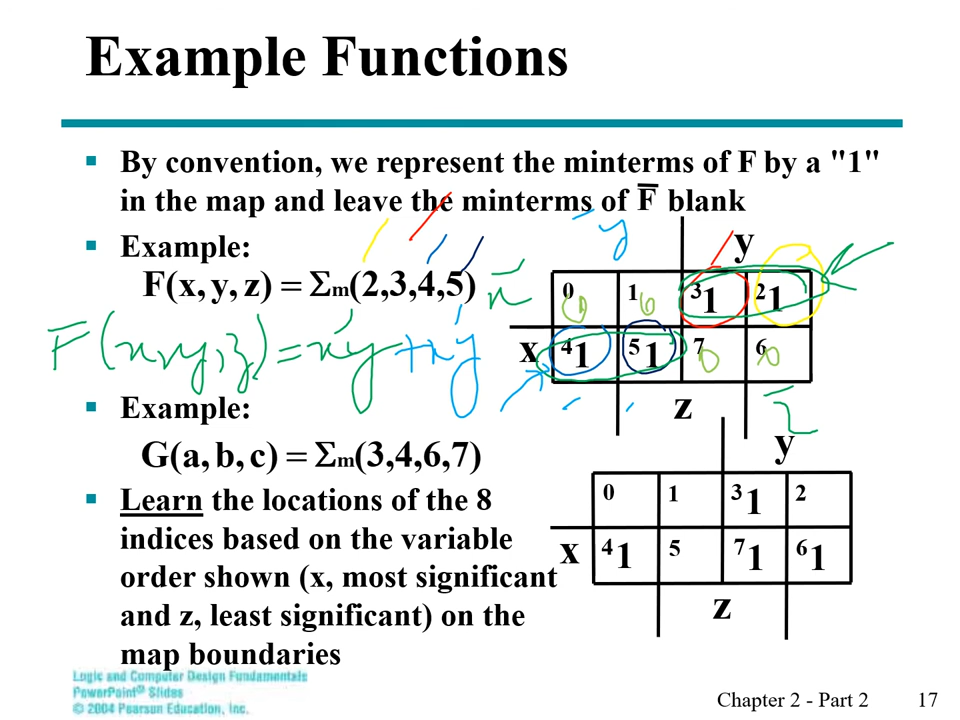 Example Functions
▪ By convention, we represent the minterms of F by a "1"
in the map and leave the minterms of F̅ blank
▪ Example:
F(x, y, z) = Σm(2,3,4,5)
F(x,y,z) = x'y + xy'
▪ Example:
G(a, b, c) = Σm(3,4,6,7)
▪ Learn the locations of the 8
indices based on the variable
order shown (x, most significant
and z, least significant) on the
map boundaries
y̅
y
x̅
0 1 3 1 2 1
0 0
x 4 1 5 1 7 6
0 0
z
z̅
y
0 1 3 1 2
x 4 1 5 7 1 6 1
z
Logic and Computer Design Fundamentals
PowerPoint® Slides
© 2004 Pearson Education, Inc.
Chapter 2 - Part 2 17